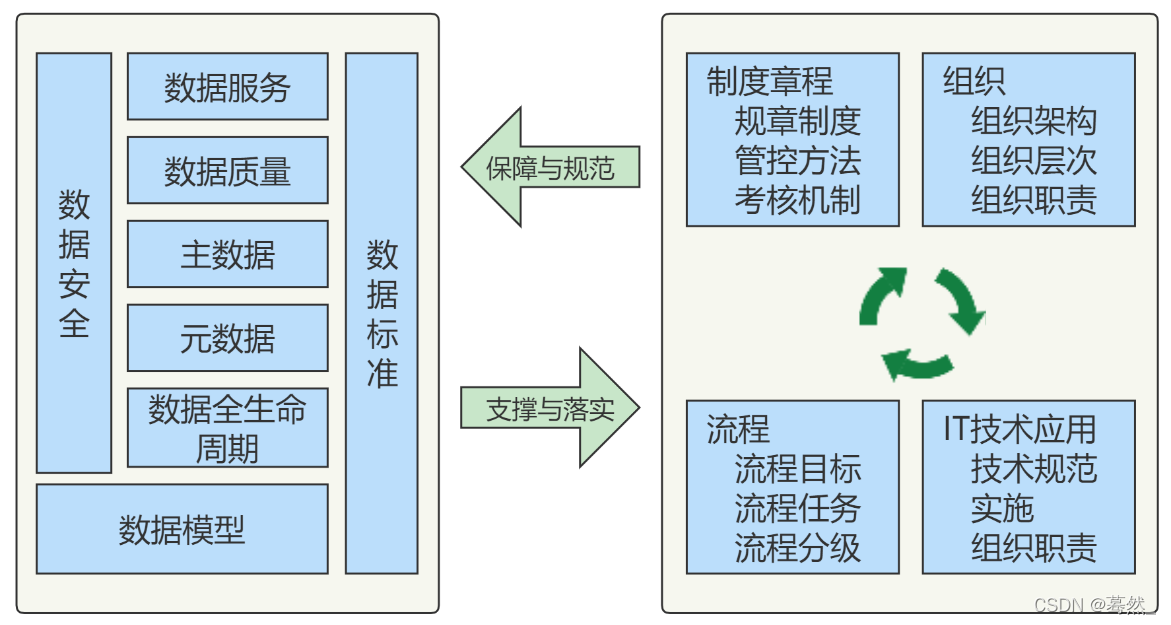 数据安全
数据服务
数据质量
主数据
元数据
数据全生命
周期
数据模型
数据标准
保障与规范
支撑与落实
制度章程
规章制度
管控方法
考核机制
组织
组织架构
组织层次
组织职责
流程
流程目标
流程任务
流程分级
IT技术应用
技术规范
实施
组织职责
CSDN @蓦然_